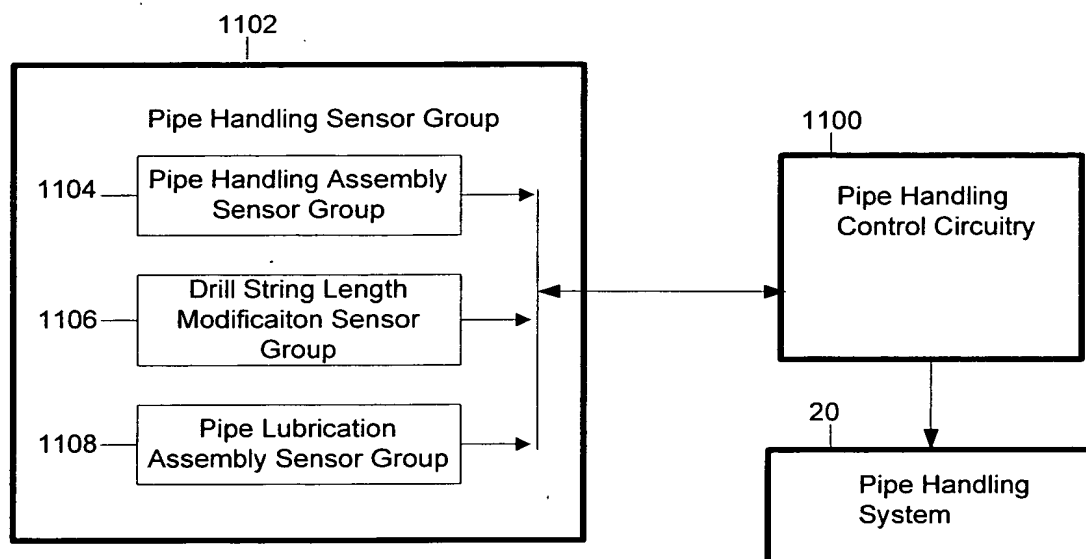 1102
Pipe Handling Sensor Group
1104
Pipe Handling Assembly
Sensor Group
1106
Drill String Length
Modificaiton Sensor
Group
1108
Pipe Lubrication
Assembly Sensor Group
1100
Pipe Handling
Control Circuitry
20
Pipe Handling
System